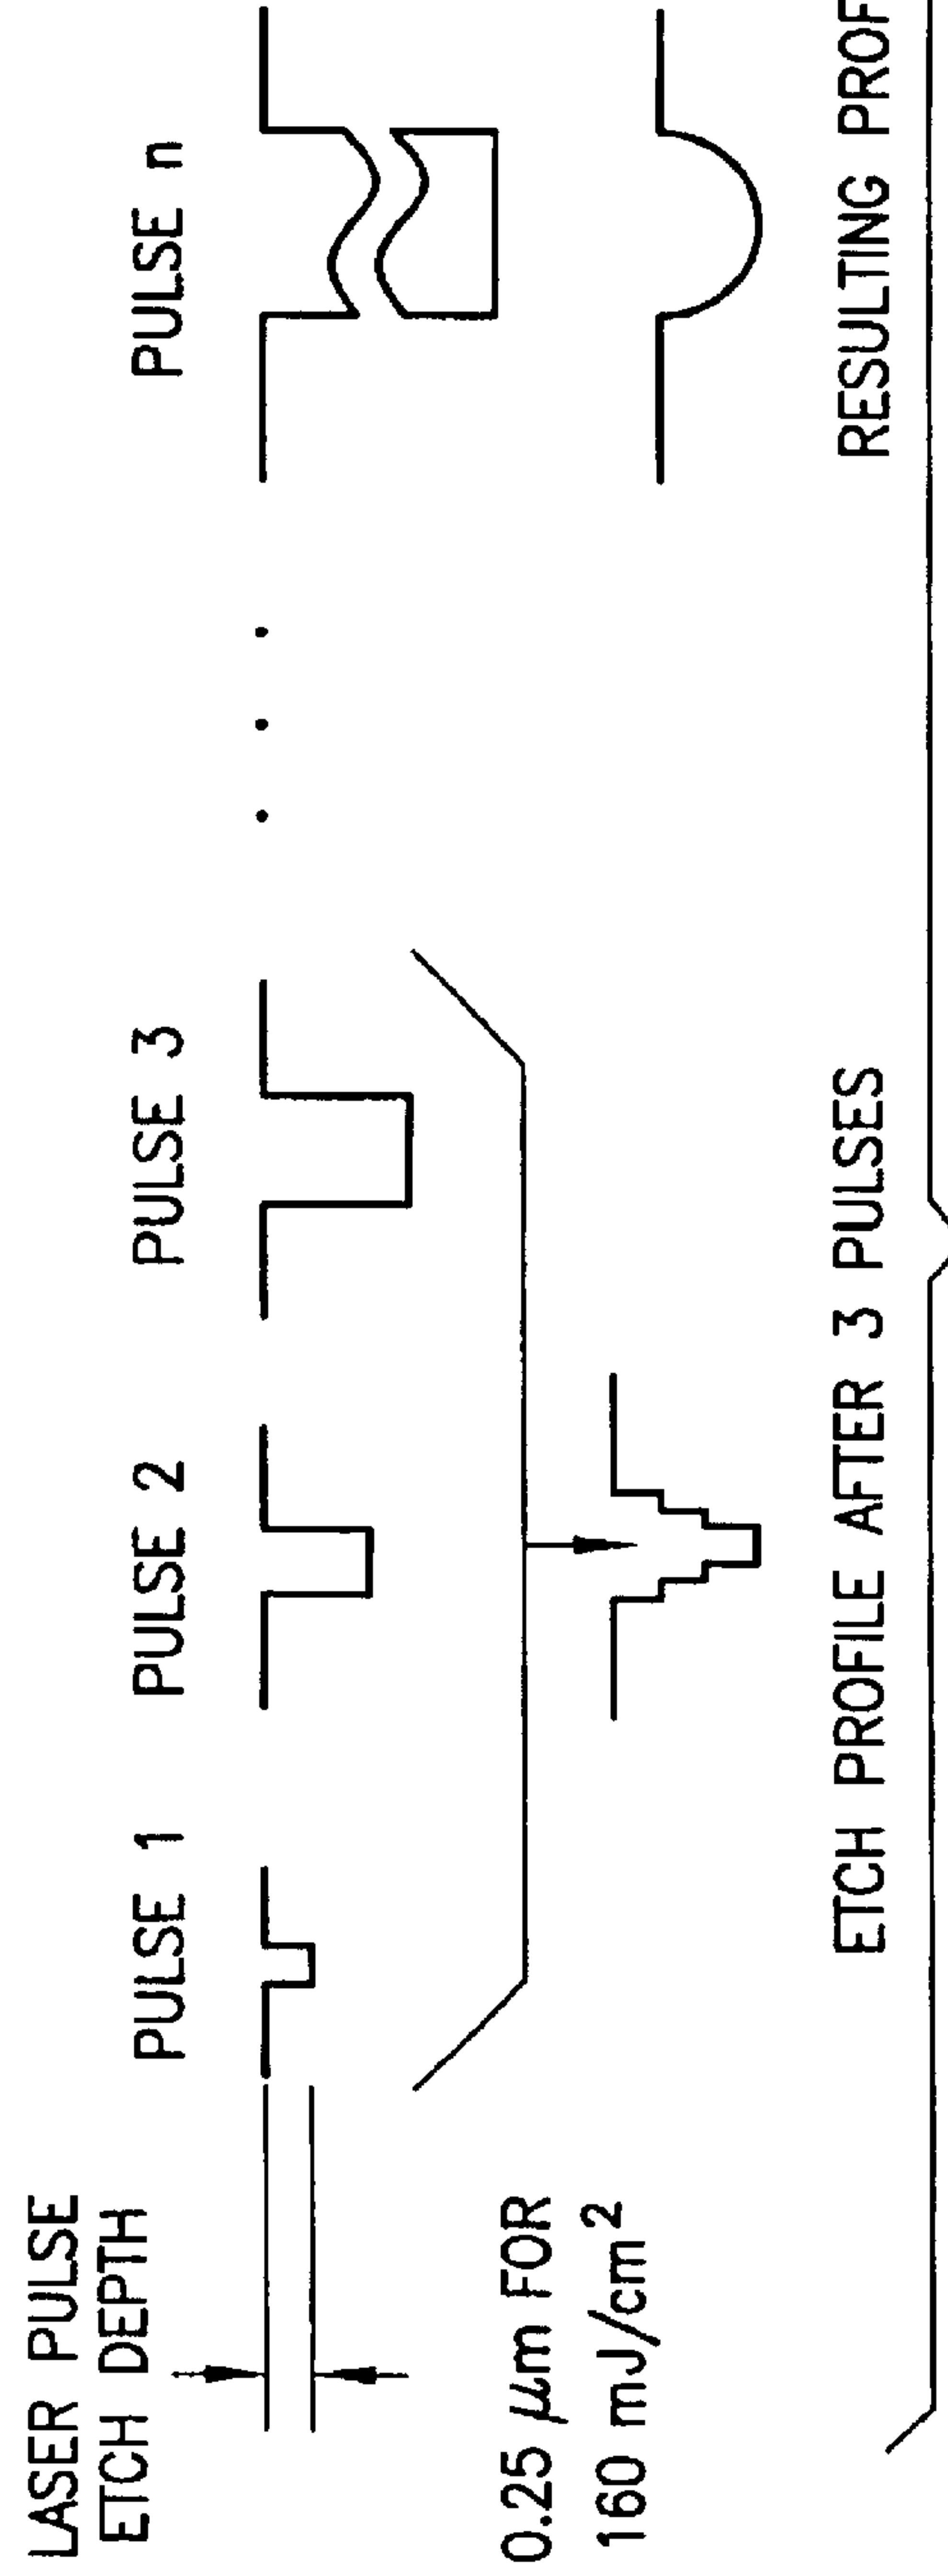 LASER PULSE
ETCH DEPTH
PULSE 1
PULSE 2
PULSE 3
PULSE n
0.25 μm FOR
160 mJ/cm²
ETCH PROFILE AFTER 3 PULSES
RESULTING